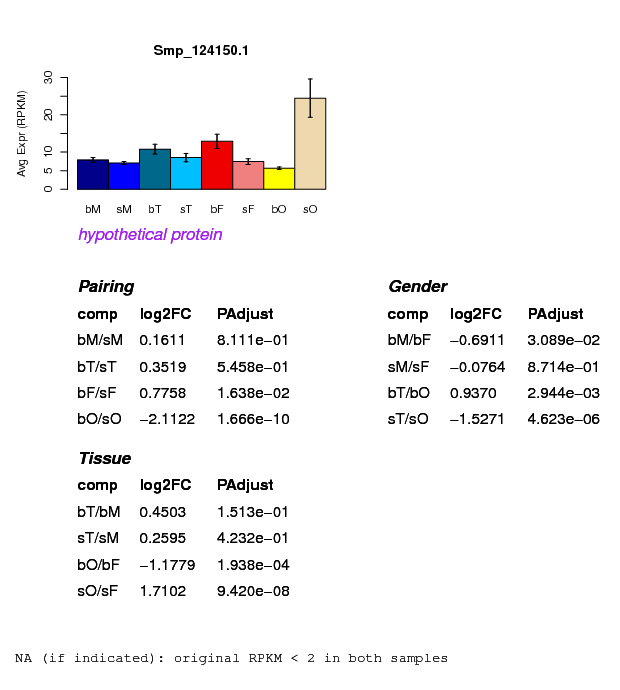 Smp_124150.1
Avg Expr (RPKM)
0 5 10 20 30
bM sM bT sT bF sF bO sO
hypothetical protein
Pairing
comp log2FC PAdjust
bM/sM 0.1611 8.111e−01
bT/sT 0.3519 5.458e−01
bF/sF 0.7758 1.638e−02
bO/sO −2.1122 1.666e−10
Gender
comp log2FC PAdjust
bM/bF −0.6911 3.089e−02
sM/sF −0.0764 8.714e−01
bT/bO 0.9370 2.944e−03
sT/sO −1.5271 4.623e−06
Tissue
comp log2FC PAdjust
bT/bM 0.4503 1.513e−01
sT/sM 0.2595 4.232e−01
bO/bF −1.1779 1.938e−04
sO/sF 1.7102 9.420e−08
NA (if indicated): original RPKM < 2 in both samples